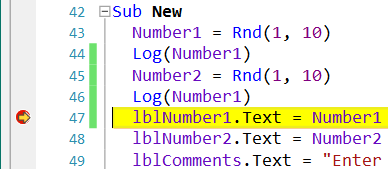 42 Sub New
43 Number1 = Rnd(1, 10)
44 Log(Number1)
45 Number2 = Rnd(1, 10)
46 Log(Number1)
47 lblNumber1.Text = Number1
48 lblNumber2.Text = Number2
49 lblComments.Text = "Enter